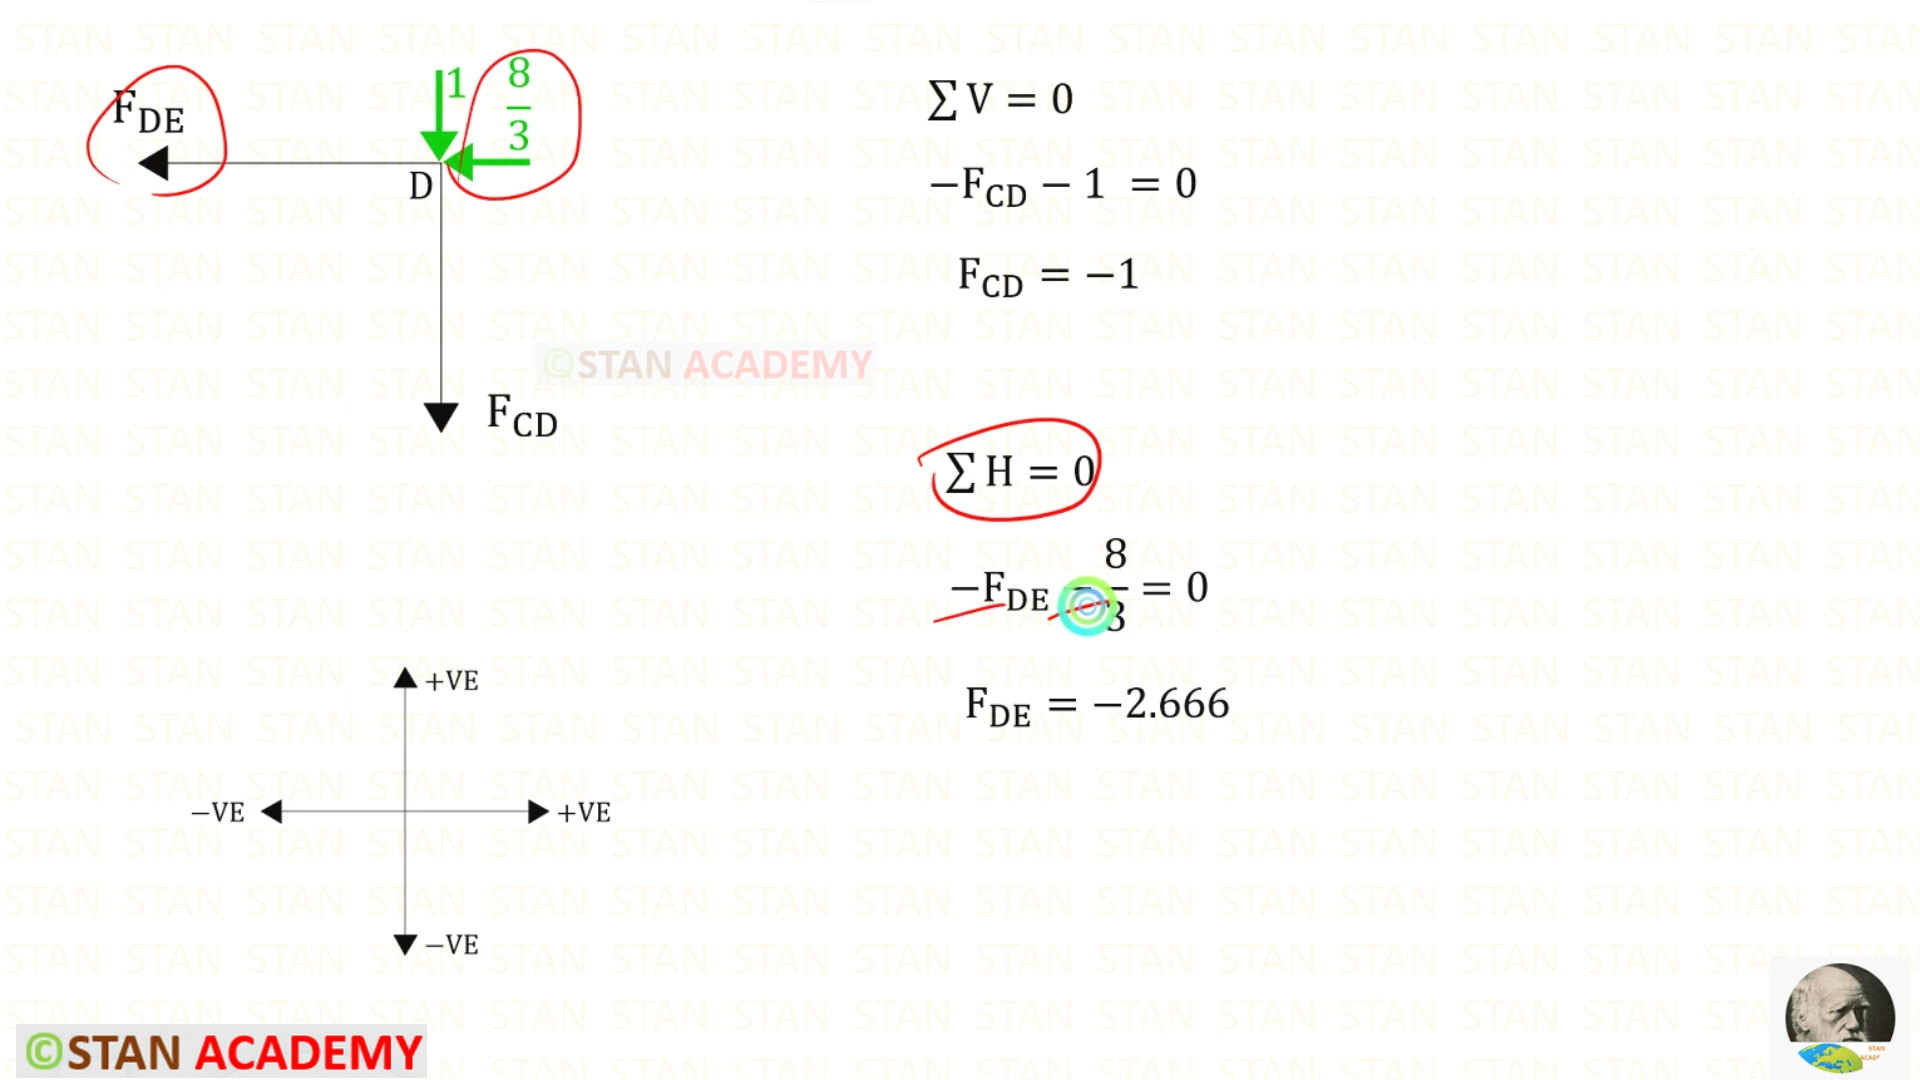 F_DE
1
8
3
D
F_CD
∑ V = 0
−F_CD − 1 = 0
F_CD = −1
©STAN ACADEMY
∑ H = 0
−F_DE − 8/3 = 0
F_DE = −2.666
+VE
−VE
+VE
−VE
©STAN ACADEMY
STAN